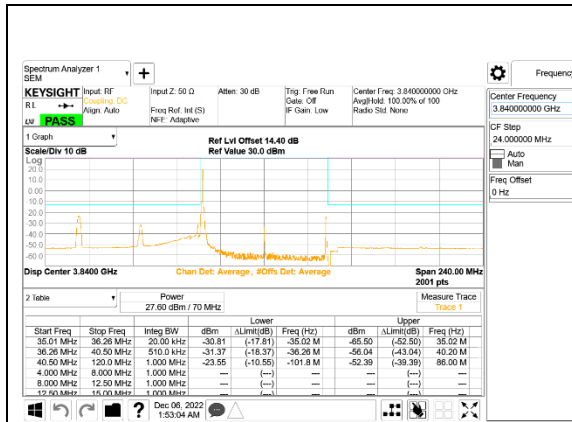 Spectrum Analyzer 1
SEM
+
Frequency
KEYSIGHT
Input: RF
Coupling: DC
Align: Auto
Input Z: 50 Ω
Freq Ref: Int (S)
NFE: Adaptive
Atten: 30 dB
Trig: Free Run
Gate: Off
IF Gain: Low
Center Freq: 3.840000000 GHz
Avg|Hold: 100.00% of 100
Radio Std: None
R L
PASS
Center Frequency
3.840000000 GHz
CF Step
24.000000 MHz
Auto
Man
Freq Offset
0 Hz
1 Graph
Scale/Div 10 dB
Ref Lvl Offset 14.40 dB
Ref Value 30.0 dBm
Log
20.0
10.0
0.00
-10.0
-20.0
-30.0
-40.0
-50.0
-60.0
Disp Center 3.8400 GHz
Chan Det: Average , #Offs Det: Average
Span 240.00 MHz
2001 pts
2 Table
Power
27.60 dBm / 70 MHz
Measure Trace
Trace 1
Lower Upper
Start Freq Stop Freq Integ BW dBm ΔLimit(dB) Freq (Hz) dBm ΔLimit(dB) Freq (Hz)
35.01 MHz 36.26 MHz 20.00 kHz -30.81 (-17.81) -35.02 M -65.50 (-52.50) 35.02 M
36.26 MHz 40.50 MHz 510.0 kHz -31.37 (-18.37) -36.26 M -56.04 (-43.04) 40.20 M
40.50 MHz 120.0 MHz 1.000 MHz -23.55 (-10.55) -101.8 M -52.39 (-39.39) 86.00 M
4.000 MHz 8.000 MHz 1.000 MHz --- (---) --- --- (---) ---
8.000 MHz 12.50 MHz 1.000 MHz --- (---) --- --- (---) ---
12.50 MHz 15.00 MHz 1.000 MHz --- (---) --- --- (---) ---
?
Dec 06, 2022
1:53:04 AM